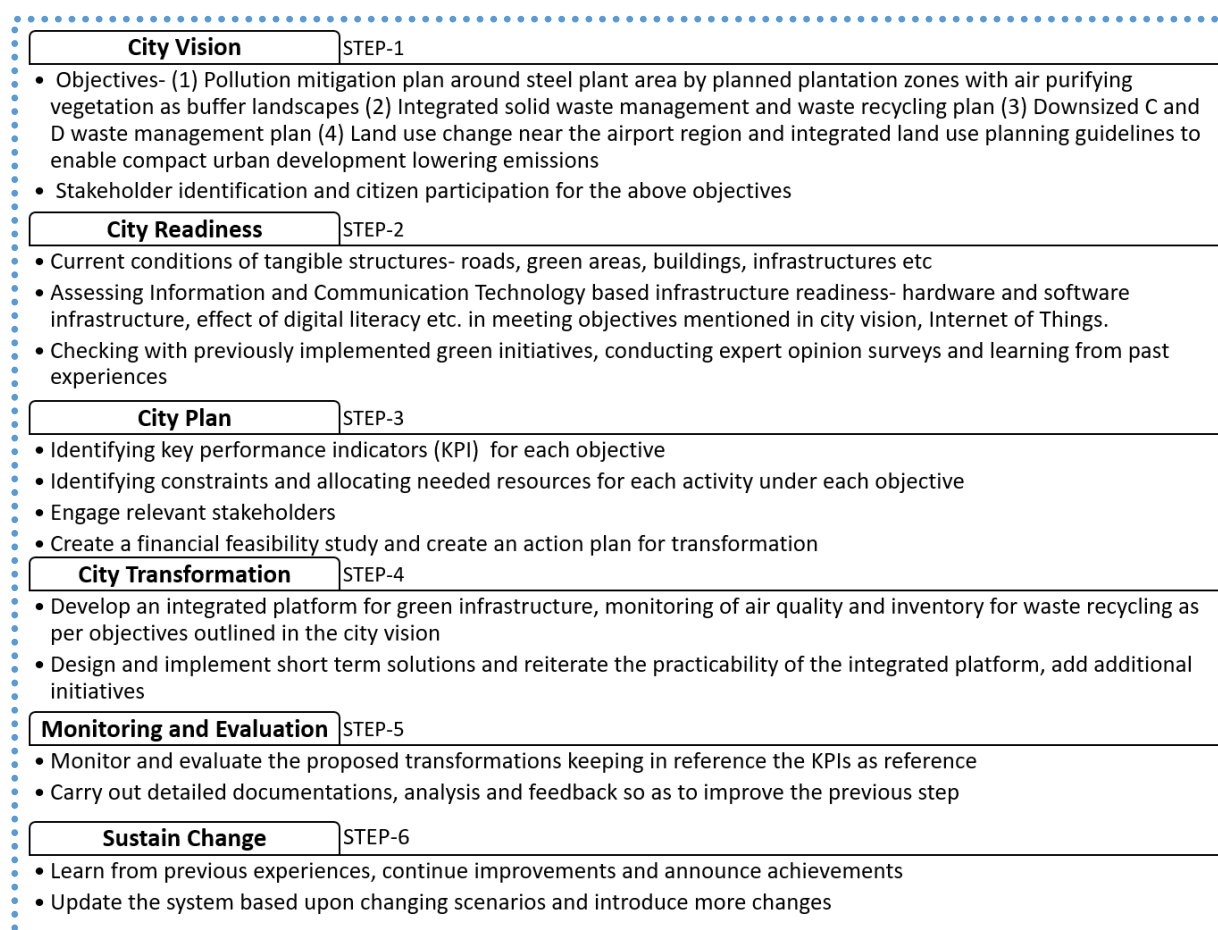 City Vision STEP-1
• Objectives- (1) Pollution mitigation plan around steel plant area by planned plantation zones with air purifying
vegetation as buffer landscapes (2) Integrated solid waste management and waste recycling plan (3) Downsized C and
D waste management plan (4) Land use change near the airport region and integrated land use planning guidelines to
enable compact urban development lowering emissions
• Stakeholder identification and citizen participation for the above objectives
City Readiness STEP-2
• Current conditions of tangible structures- roads, green areas, buildings, infrastructures etc
• Assessing Information and Communication Technology based infrastructure readiness- hardware and software
infrastructure, effect of digital literacy etc. in meeting objectives mentioned in city vision, Internet of Things.
• Checking with previously implemented green initiatives, conducting expert opinion surveys and learning from past
experiences
City Plan STEP-3
• Identifying key performance indicators (KPI) for each objective
• Identifying constraints and allocating needed resources for each activity under each objective
• Engage relevant stakeholders
• Create a financial feasibility study and create an action plan for transformation
City Transformation STEP-4
• Develop an integrated platform for green infrastructure, monitoring of air quality and inventory for waste recycling as
per objectives outlined in the city vision
• Design and implement short term solutions and reiterate the practicability of the integrated platform, add additional
initiatives
Monitoring and Evaluation STEP-5
• Monitor and evaluate the proposed transformations keeping in reference the KPIs as reference
• Carry out detailed documentations, analysis and feedback so as to improve the previous step
Sustain Change STEP-6
• Learn from previous experiences, continue improvements and announce achievements
• Update the system based upon changing scenarios and introduce more changes